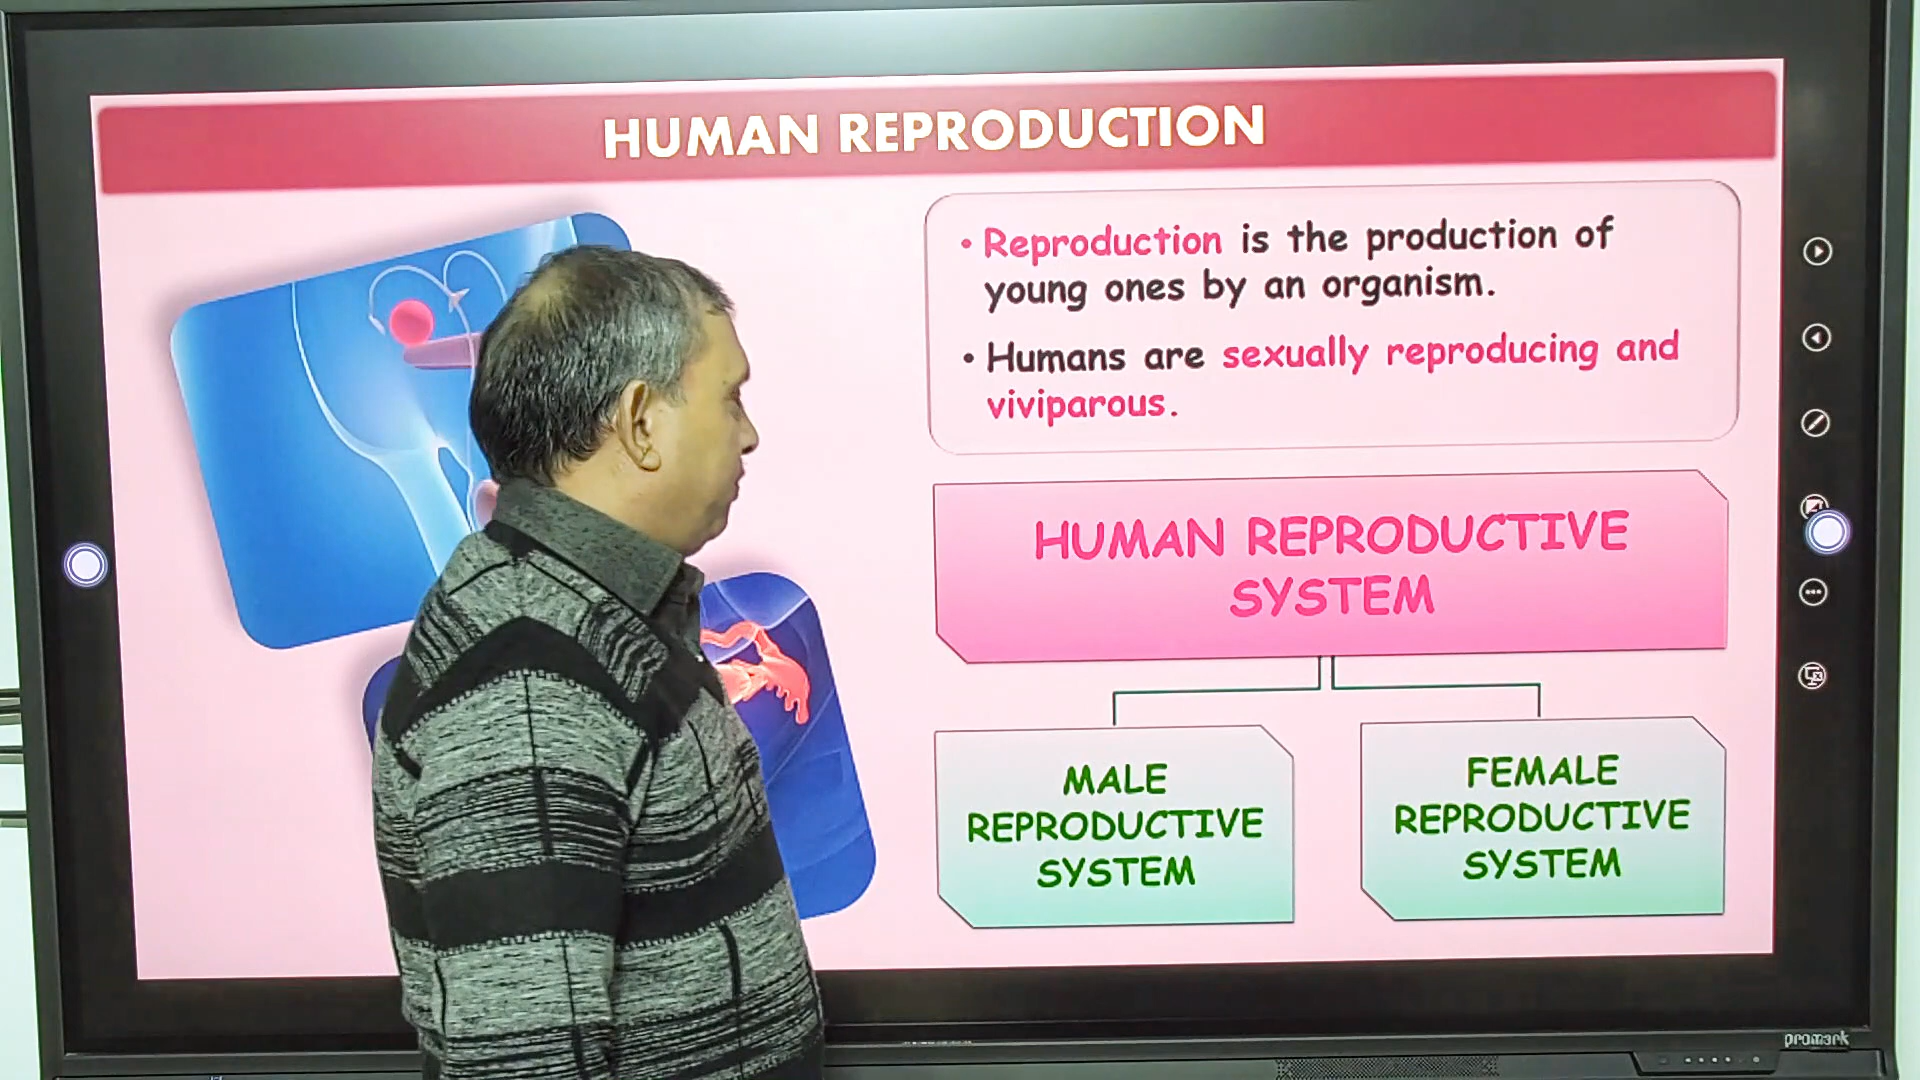 HUMAN REPRODUCTION
• Reproduction is the production of
young ones by an organism.
• Humans are sexually reproducing and
viviparous.
HUMAN REPRODUCTIVE
SYSTEM
MALE
REPRODUCTIVE
SYSTEM
FEMALE
REPRODUCTIVE
SYSTEM
promark